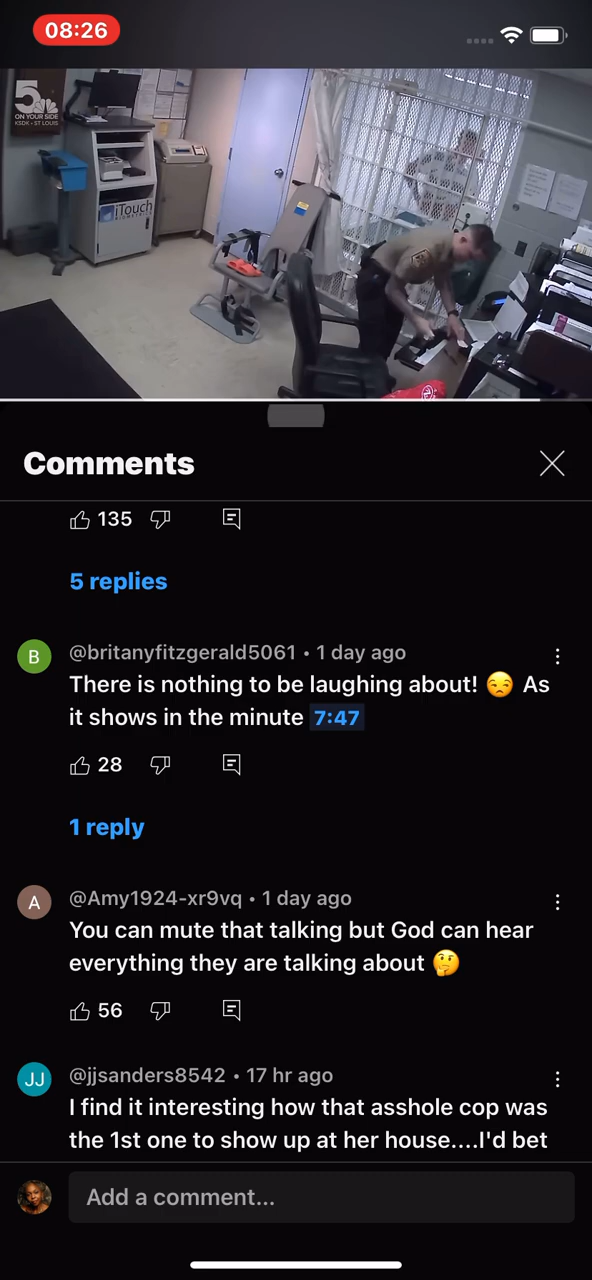 08:26
5
ON YOUR SIDE
KSDK • ST LOUIS
iTouch
BIOMETRICS
Comments
135
5 replies
B
@britanyfitzgerald5061 • 1 day ago
There is nothing to be laughing about! 😒 As
it shows in the minute 7:47
28
1 reply
A
@Amy1924-xr9vq • 1 day ago
You can mute that talking but God can hear
everything they are talking about 🤔
56
JJ
@jjsanders8542 • 17 hr ago
I find it interesting how that asshole cop was
the 1st one to show up at her house....I'd bet
Add a comment...